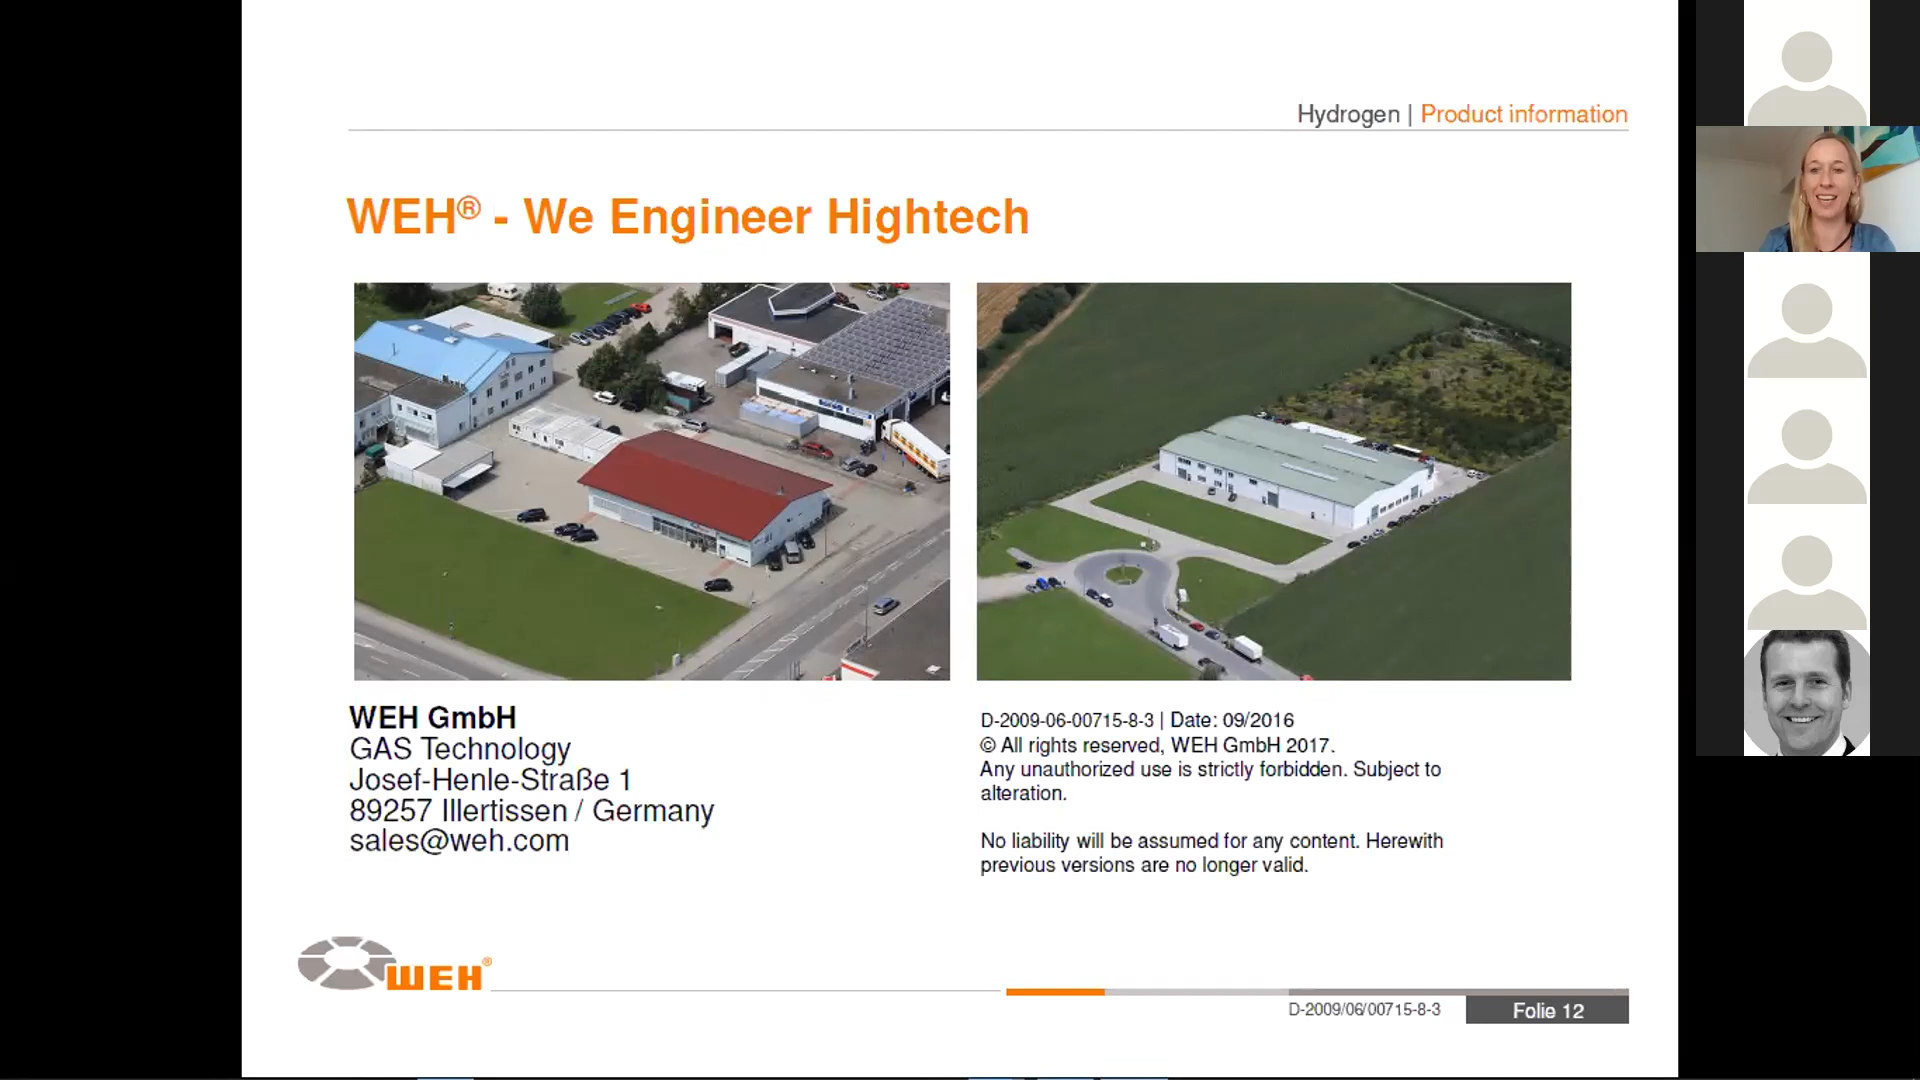 Hydrogen | Product information
WEH® - We Engineer Hightech
WEH GmbH
GAS Technology
Josef-Henle-Straße 1
89257 Illertissen / Germany
sales@weh.com
D-2009-06-00715-8-3 | Date: 09/2016
© All rights reserved, WEH GmbH 2017.
Any unauthorized use is strictly forbidden. Subject to
alteration.
No liability will be assumed for any content. Herewith
previous versions are no longer valid.
WEH®
D-2009/06/00715-8-3
Folie 12